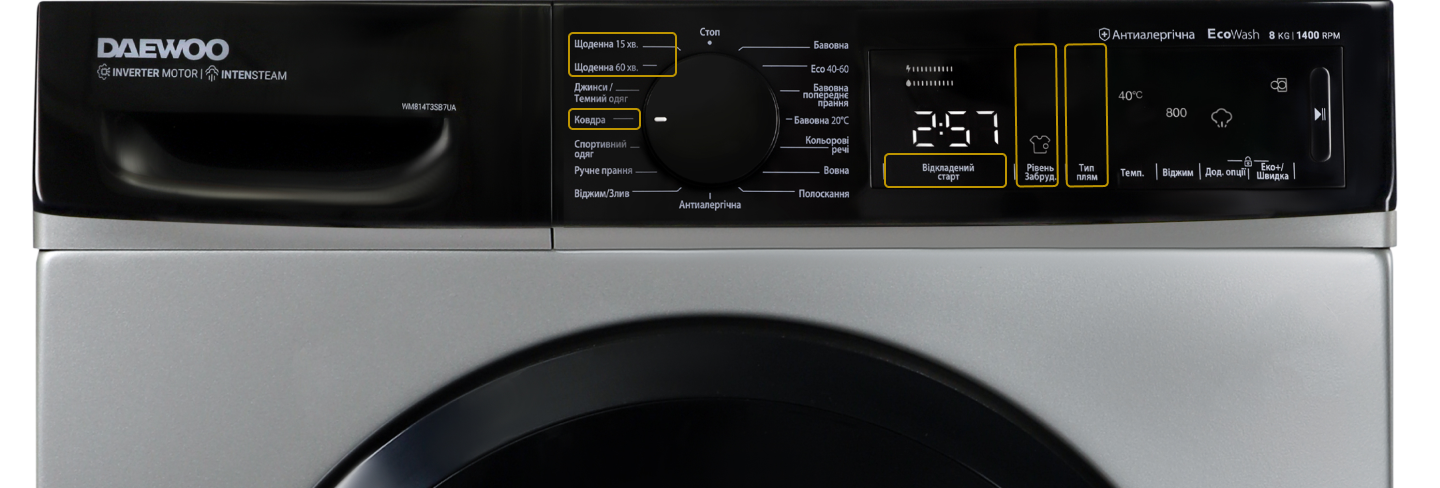 DAEWOO
INVERTER MOTOR | INTENSTEAM
WM814T3SB7UA
Стоп
Щоденна 15 хв.
Щоденна 60 хв.
Джинси /
Темний одяг
Ковдра
Спортивний
одяг
Ручне прання
Віджим/Злив
Антиалергічна
Бавовна
Eco 40-60
Бавовна
попереднє
прання
Бавовна 20°C
Кольорові
речі
Вовна
Полоскання
Антиалергічна EcoWash 8 KG | 1400 RPM
2:57
40°C
800
Відкладений
старт
Рівень
Забруд.
Тип
плям
Темп.
Віджим
Дод. опції
Еко+/
Швидка